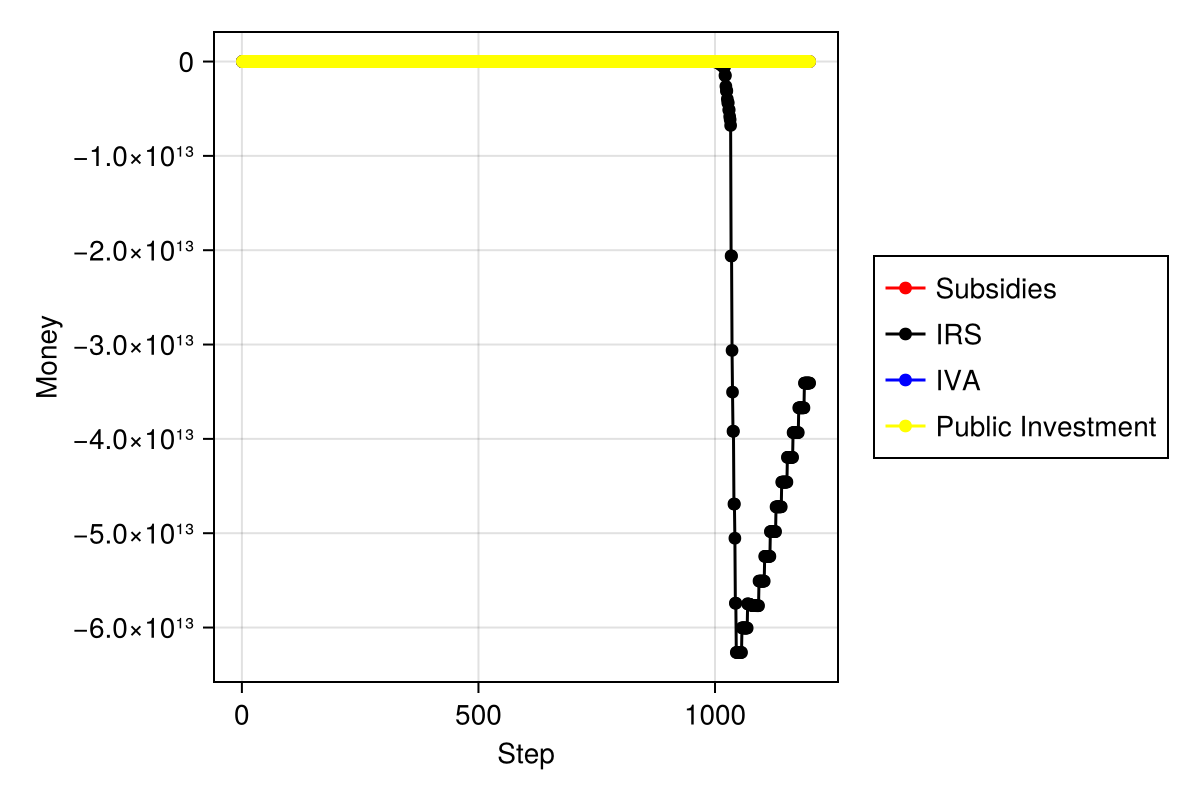 0
−1.0×10¹³
−2.0×10¹³
−3.0×10¹³
−4.0×10¹³
−5.0×10¹³
−6.0×10¹³
Money
0 500 1000
Step
Subsidies
IRS
IVA
Public Investment